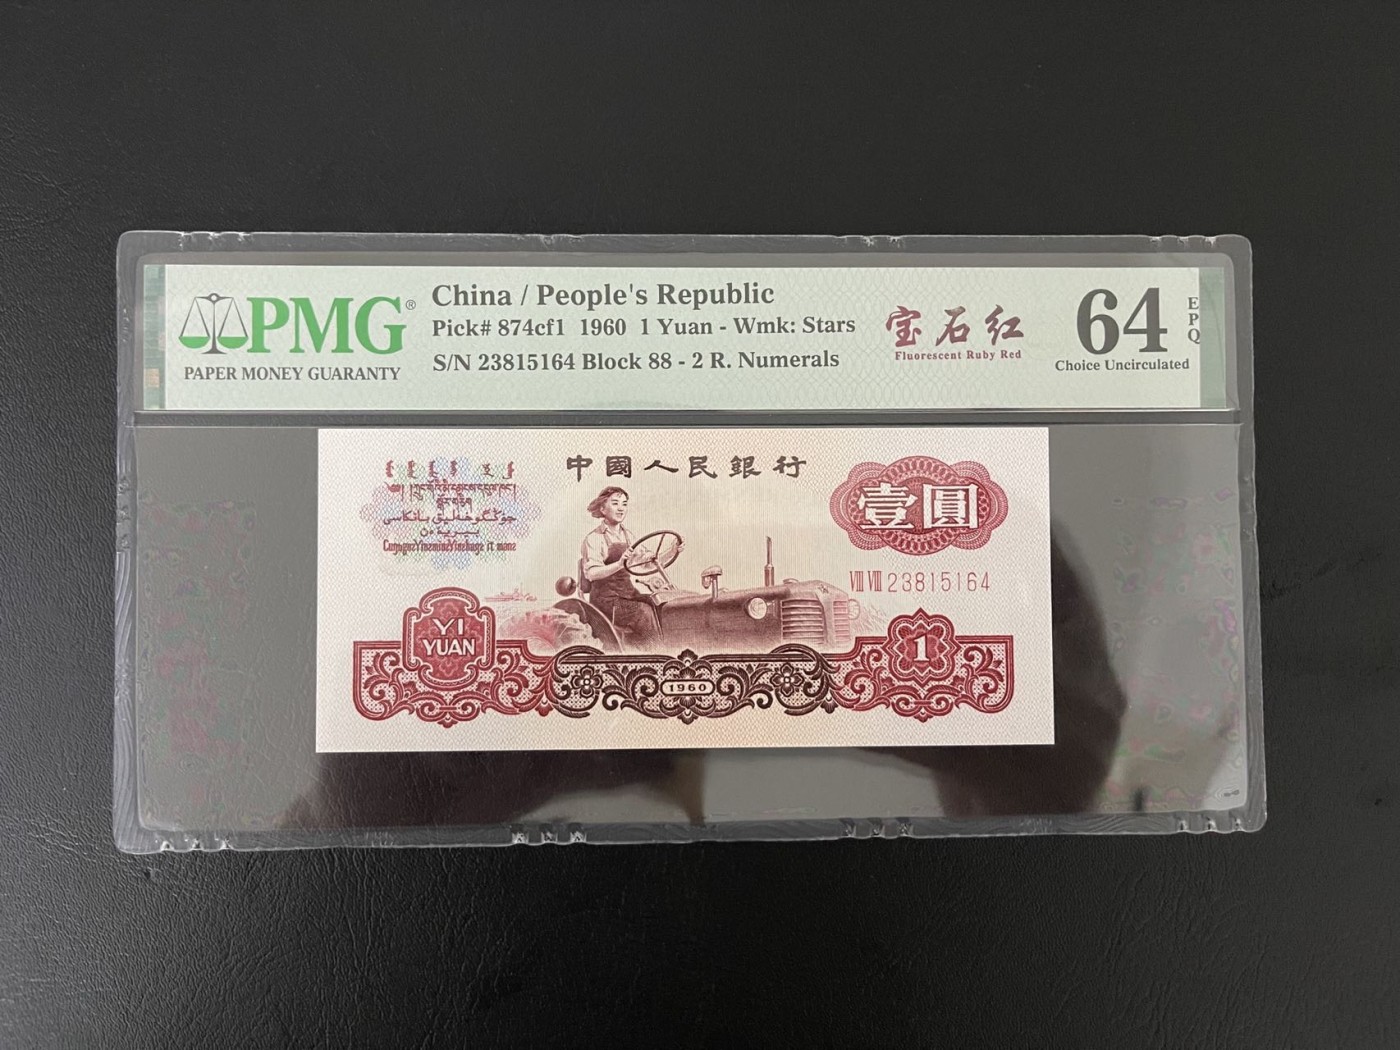 PMG®
PAPER MONEY GUARANTY
China / People's Republic
Pick# 874cf1 1960 1 Yuan - Wmk: Stars
S/N 23815164 Block 88 - 2 R. Numerals
宝石红
Fluorescent Ruby Red
64
EPQ
Choice Uncirculated
中國人民銀行
壹圓
VIII VIII 23815164
YI
YUAN
1
1960